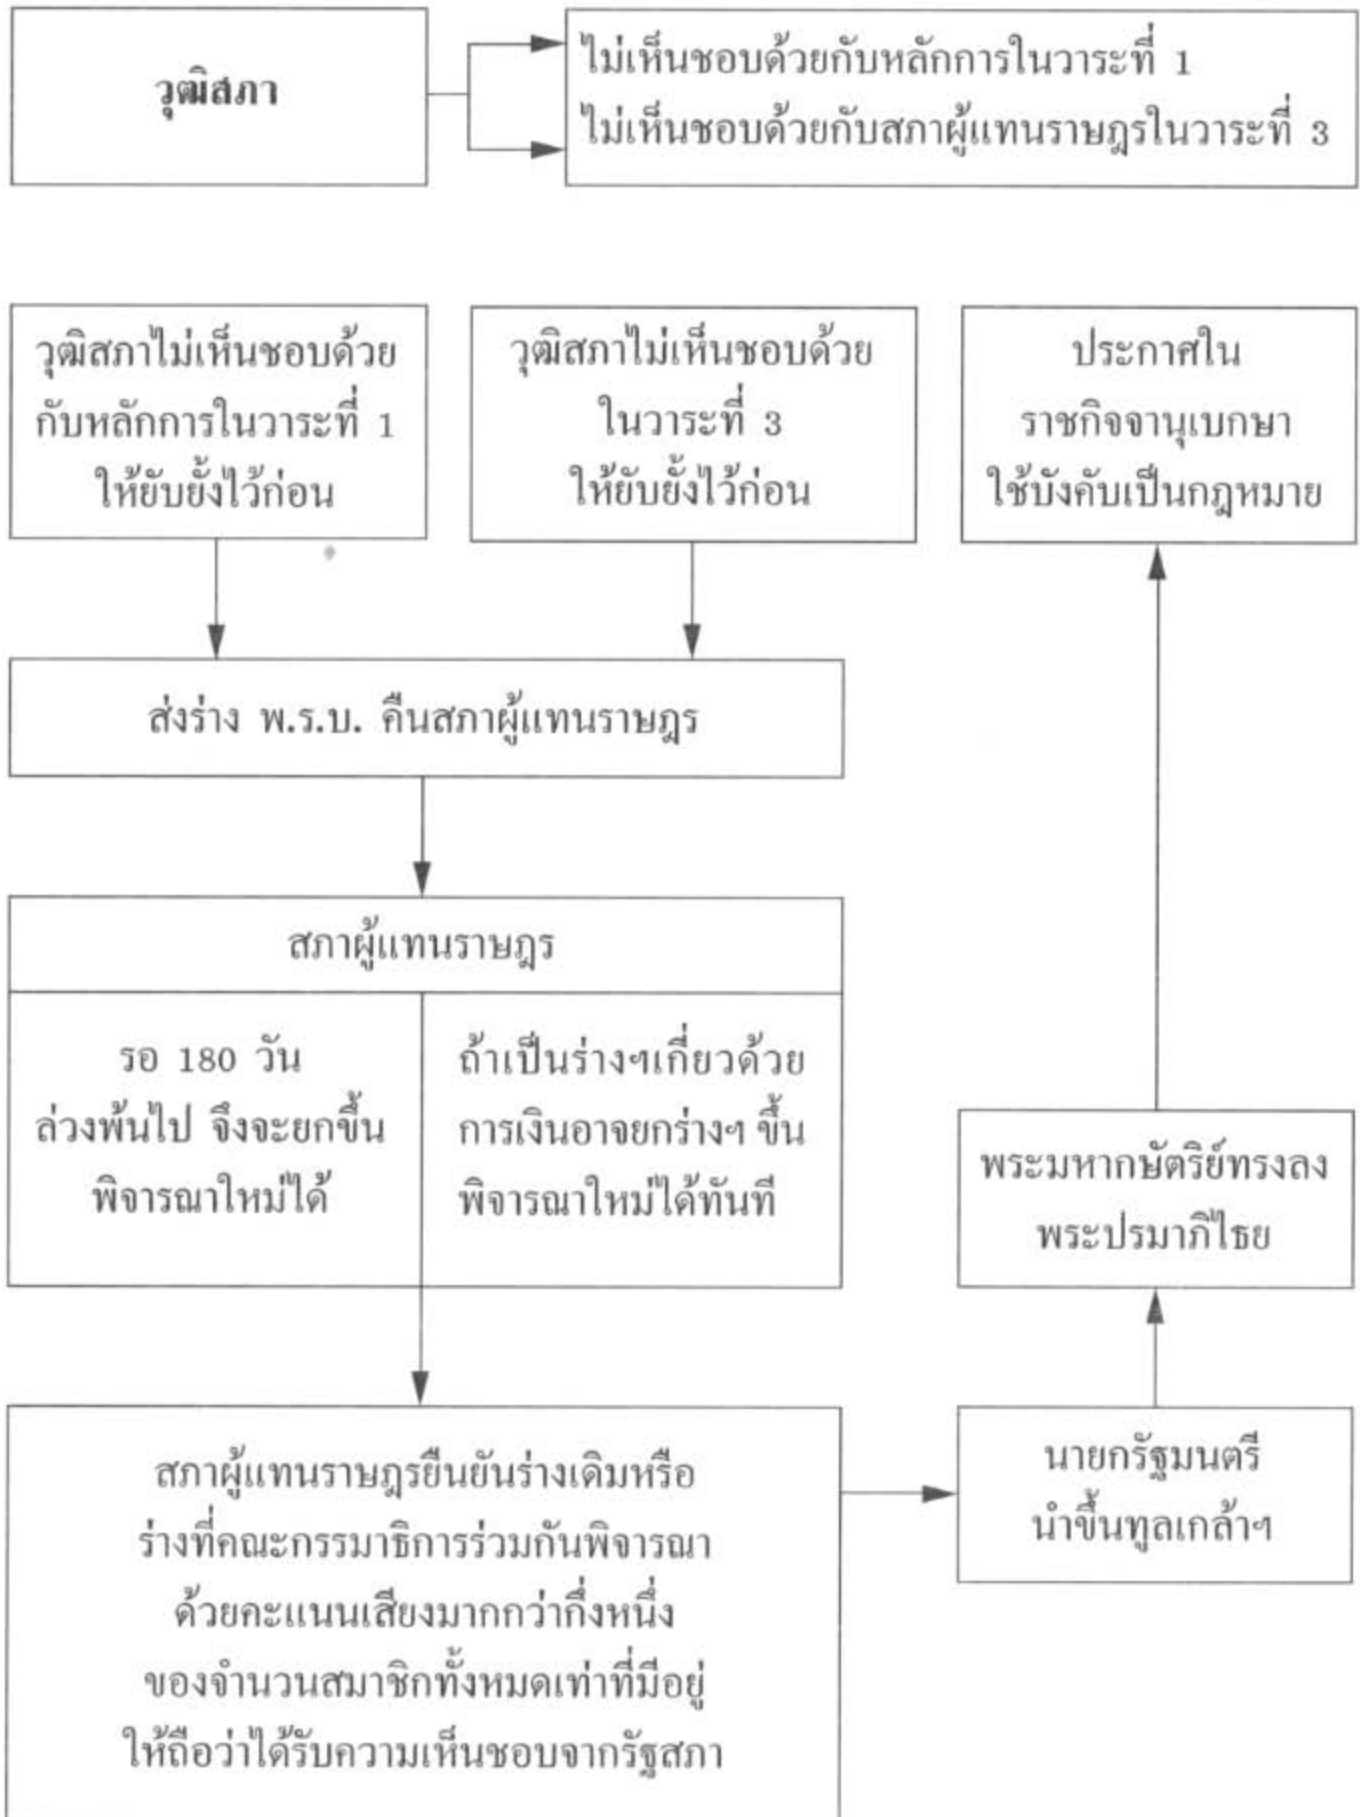 วุฒิสภา
ไม่เห็นชอบด้วยกับหลักการในวาระที่ 1
ไม่เห็นชอบด้วยกับสภาผู้แทนราษฎรในวาระที่ 3
วุฒิสภาไม่เห็นชอบด้วย
กับหลักการในวาระที่ 1
ให้ยับยั้งไว้ก่อน
วุฒิสภาไม่เห็นชอบด้วย
ในวาระที่ 3
ให้ยับยั้งไว้ก่อน
ประกาศใน
ราชกิจจานุเบกษา
ใช้บังคับเป็นกฎหมาย
ส่งร่าง พ.ร.บ. คืนสภาผู้แทนราษฎร
สภาผู้แทนราษฎร
รอ 180 วัน
ล่วงพ้นไป จึงจะยกขึ้น
พิจารณาใหม่ได้
ถ้าเป็นร่างฯเกี่ยวด้วย
การเงินอาจยกร่างฯ ขึ้น
พิจารณาใหม่ได้ทันที
พระมหากษัตริย์ทรงลง
พระปรมาภิไธย
สภาผู้แทนราษฎรยืนยันร่างเดิมหรือ
ร่างที่คณะกรรมาธิการร่วมกันพิจารณา
ด้วยคะแนนเสียงมากกว่ากึ่งหนึ่ง
ของจำนวนสมาชิกทั้งหมดเท่าที่มีอยู่
ให้ถือว่าได้รับความเห็นชอบจากรัฐสภา
นายกรัฐมนตรี
นำขึ้นทูลเกล้าฯ